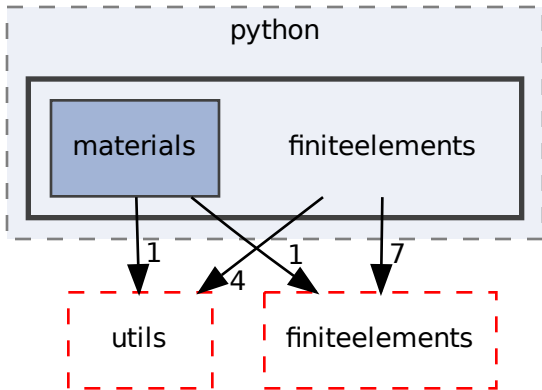 python
materials
finiteelements
1
4
1
7
utils
finiteelements